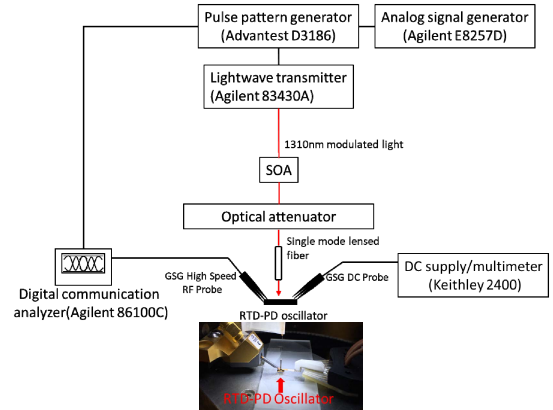 Pulse pattern generator
(Advantest D3186)
Analog signal generator
(Agilent E8257D)
Lightwave transmitter
(Agilent 83430A)
1310nm modulated light
SOA
Optical attenuator
Single mode lensed
fiber
GSG High Speed
RF Probe
GSG DC Probe
DC supply/multimeter
(Keithley 2400)
Digital communication
analyzer(Agilent 86100C)
RTD-PD oscillator
RTD-PD Oscillator